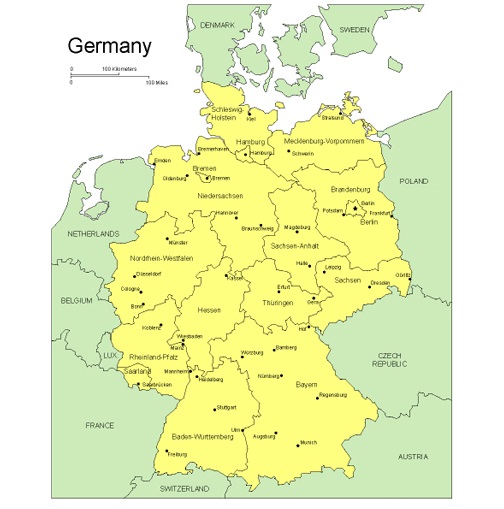 DENMARK
SWEDEN
Germany
0 100 Kilometers
0 100 Miles
Schleswig-
Holstein
Kiel
Stralsund
Hamburg
Hamburg
Mecklenburg-Vorpommern
Schwerin
Bremerhaven
Emden
Bremen
Oldenburg
Bremen
Niedersachsen
Brandenburg
POLAND
Berlin
Potsdam
Frankfurt
Berlin
Hannover
Braunschweig
Magdeburg
NETHERLANDS
Münster
Sachsen-Anhalt
Nordrhein-Westfalen
Halle
Leipzig
Düsseldorf
Kassel
Sachsen
Görlitz
Dresden
Cologne
Erfurt
BELGIUM
Bonn
Thüringen
Gera
Hessen
Koblenz
Hof
Wiesbaden
Mainz
LUX
Rheinland-Pfalz
Bamberg
Wurzburg
CZECH
REPUBLIC
Saarland
Mannheim
Nürnberg
Heidelberg
Saarbrücken
Bayern
Regensburg
Stuttgart
FRANCE
Ulm
Baden-Wurttemberg
Augsburg
Munich
Freiburg
AUSTRIA
SWITZERLAND